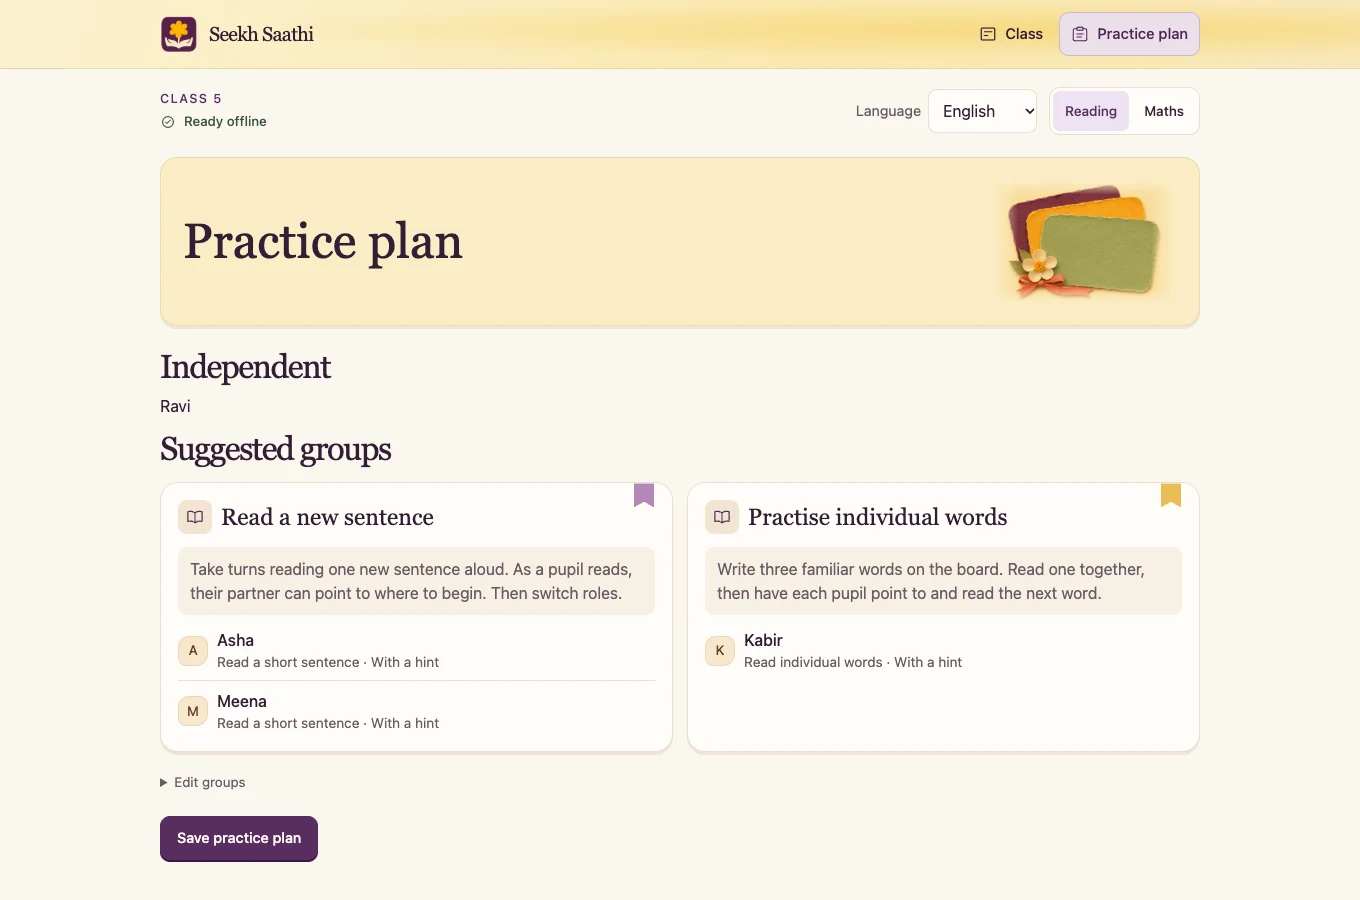 Seekh Saathi
Class
Practice plan
CLASS 5
Ready offline
Language
English
Reading
Maths
Practice plan
Independent
Ravi
Suggested groups
Read a new sentence
Take turns reading one new sentence aloud. As a pupil reads,
their partner can point to where to begin. Then switch roles.
A
Asha
Read a short sentence · With a hint
M
Meena
Read a short sentence · With a hint
Practise individual words
Write three familiar words on the board. Read one together,
then have each pupil point to and read the next word.
K
Kabir
Read individual words · With a hint
Edit groups
Save practice plan